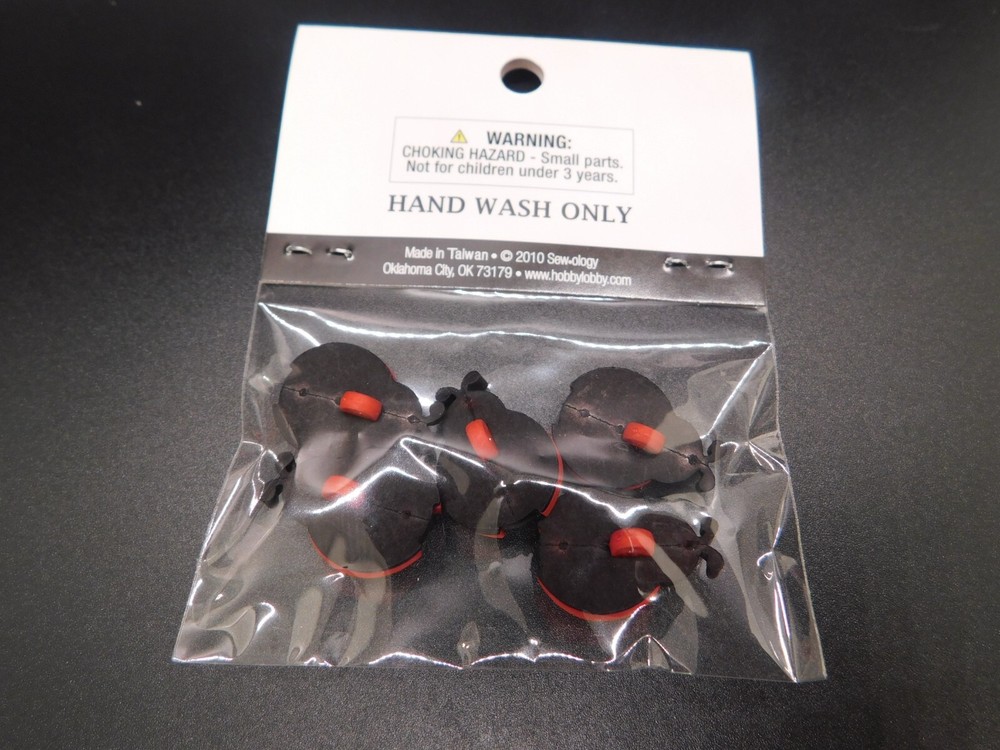 WARNING:
CHOKING HAZARD - Small parts.
Not for children under 3 years.
HAND WASH ONLY
Made in Taiwan • © 2010 Sew-ology
Oklahoma City, OK 73179 • www.hobbylobby.com